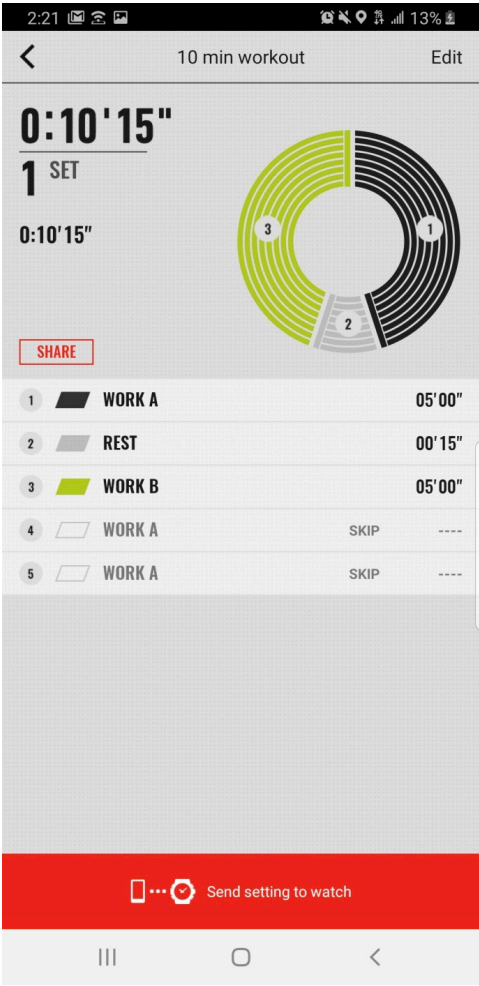 2:21 13%
10 min workout Edit
0:10'15"
1 SET
0:10'15"
1
3
2
SHARE
1 WORK A 05'00"
2 REST 00'15"
3 WORK B 05'00"
4 WORK A SKIP ----
5 WORK A SKIP ----
Send setting to watch